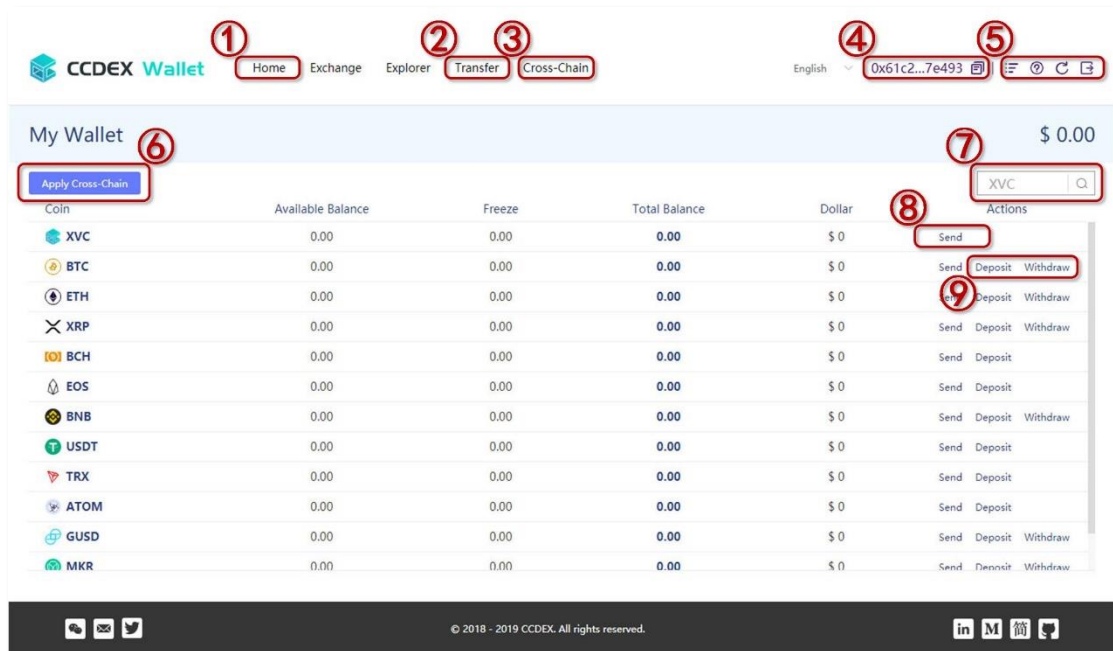 ① ② ③ ④ ⑤
CCDEX Wallet Home Exchange Explorer Transfer Cross-Chain English 0x61c2...7e493
My Wallet $ 0.00
⑥ ⑦
Apply Cross-Chain XVC
Coin Available Balance Freeze Total Balance Dollar Actions
⑧
XVC 0.00 0.00 0.00 $ 0 Send
BTC 0.00 0.00 0.00 $ 0 Send Deposit Withdraw
⑨
ETH 0.00 0.00 0.00 $ 0 Send Deposit Withdraw
XRP 0.00 0.00 0.00 $ 0 Send Deposit Withdraw
BCH 0.00 0.00 0.00 $ 0 Send Deposit
EOS 0.00 0.00 0.00 $ 0 Send Deposit
BNB 0.00 0.00 0.00 $ 0 Send Deposit Withdraw
USDT 0.00 0.00 0.00 $ 0 Send Deposit
TRX 0.00 0.00 0.00 $ 0 Send Deposit
ATOM 0.00 0.00 0.00 $ 0 Send Deposit
GUSD 0.00 0.00 0.00 $ 0 Send Deposit Withdraw
MKR 0.00 0.00 0.00 $ 0 Send Deposit Withdraw
© 2018 - 2019 CCDEX. All rights reserved. in M 简